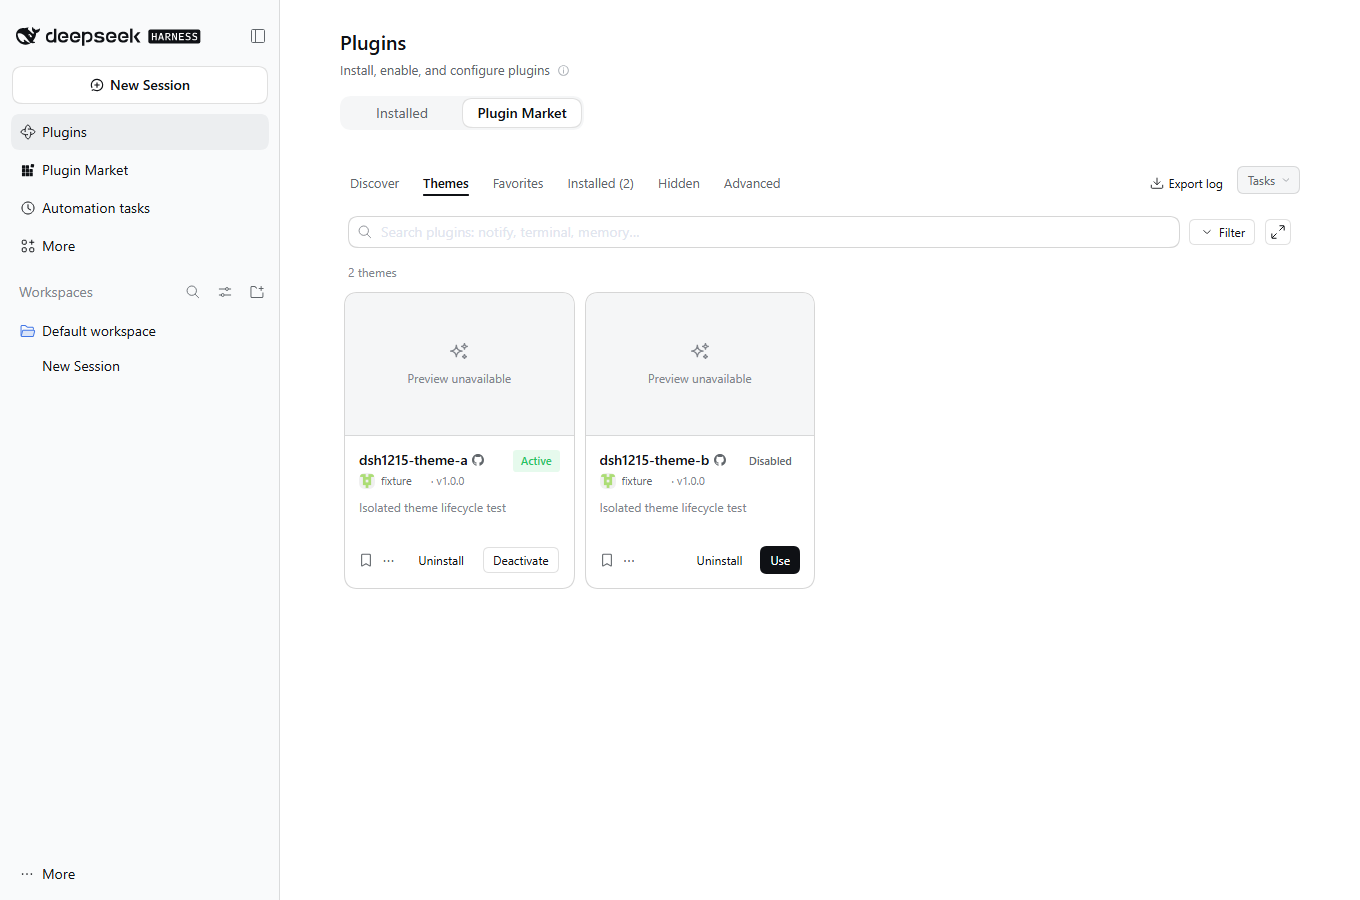 deepseek HARNESS
New Session
Plugins
Plugin Market
Automation tasks
More
Workspaces
Default workspace
New Session
More
Plugins
Install, enable, and configure plugins
Installed
Plugin Market
Discover
Themes
Favorites
Installed (2)
Hidden
Advanced
Export log
Tasks
Search plugins: notify, terminal, memory...
Filter
2 themes
Preview unavailable
dsh1215-theme-a
Active
fixture · v1.0.0
Isolated theme lifecycle test
Uninstall
Deactivate
Preview unavailable
dsh1215-theme-b
Disabled
fixture · v1.0.0
Isolated theme lifecycle test
Uninstall
Use